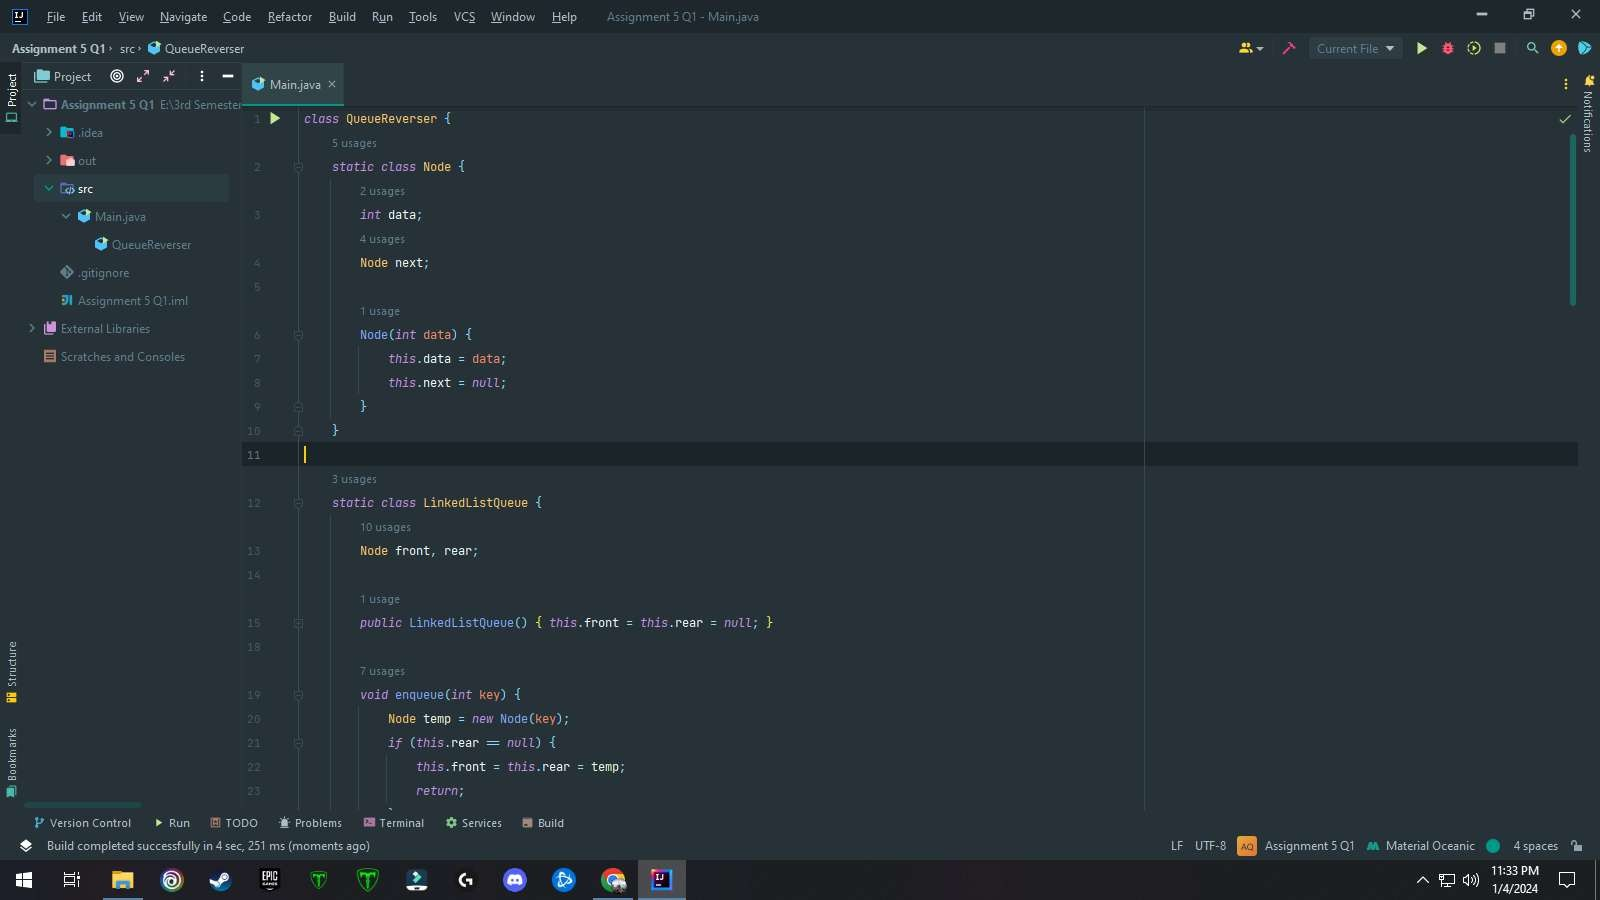 File Edit View Navigate Code Refactor Build Run Tools VCS Window Help Assignment 5 Q1 - Main.java
Assignment 5 Q1 › src › QueueReverser Current File
Project
Project
Main.java
Notifications
Assignment 5 Q1 E:\3rd Semester
.idea
out
src
Main.java
QueueReverser
.gitignore
Assignment 5 Q1.iml
External Libraries
Scratches and Consoles
Structure
Bookmarks
1 class QueueReverser {
5 usages
2 static class Node {
2 usages
3 int data;
4 usages
4 Node next;
5
1 usage
6 Node(int data) {
7 this.data = data;
8 this.next = null;
9 }
10 }
11
3 usages
12 static class LinkedListQueue {
10 usages
13 Node front, rear;
14
1 usage
15 public LinkedListQueue() { this.front = this.rear = null; }
18
7 usages
19 void enqueue(int key) {
20 Node temp = new Node(key);
21 if (this.rear == null) {
22 this.front = this.rear = temp;
23 return;
Version Control Run TODO Problems Terminal Services Build
Build completed successfully in 4 sec, 251 ms (moments ago) LF UTF-8 AQ Assignment 5 Q1 Material Oceanic 4 spaces
EPIC GAMES
IJ
11:33 PM
1/4/2024